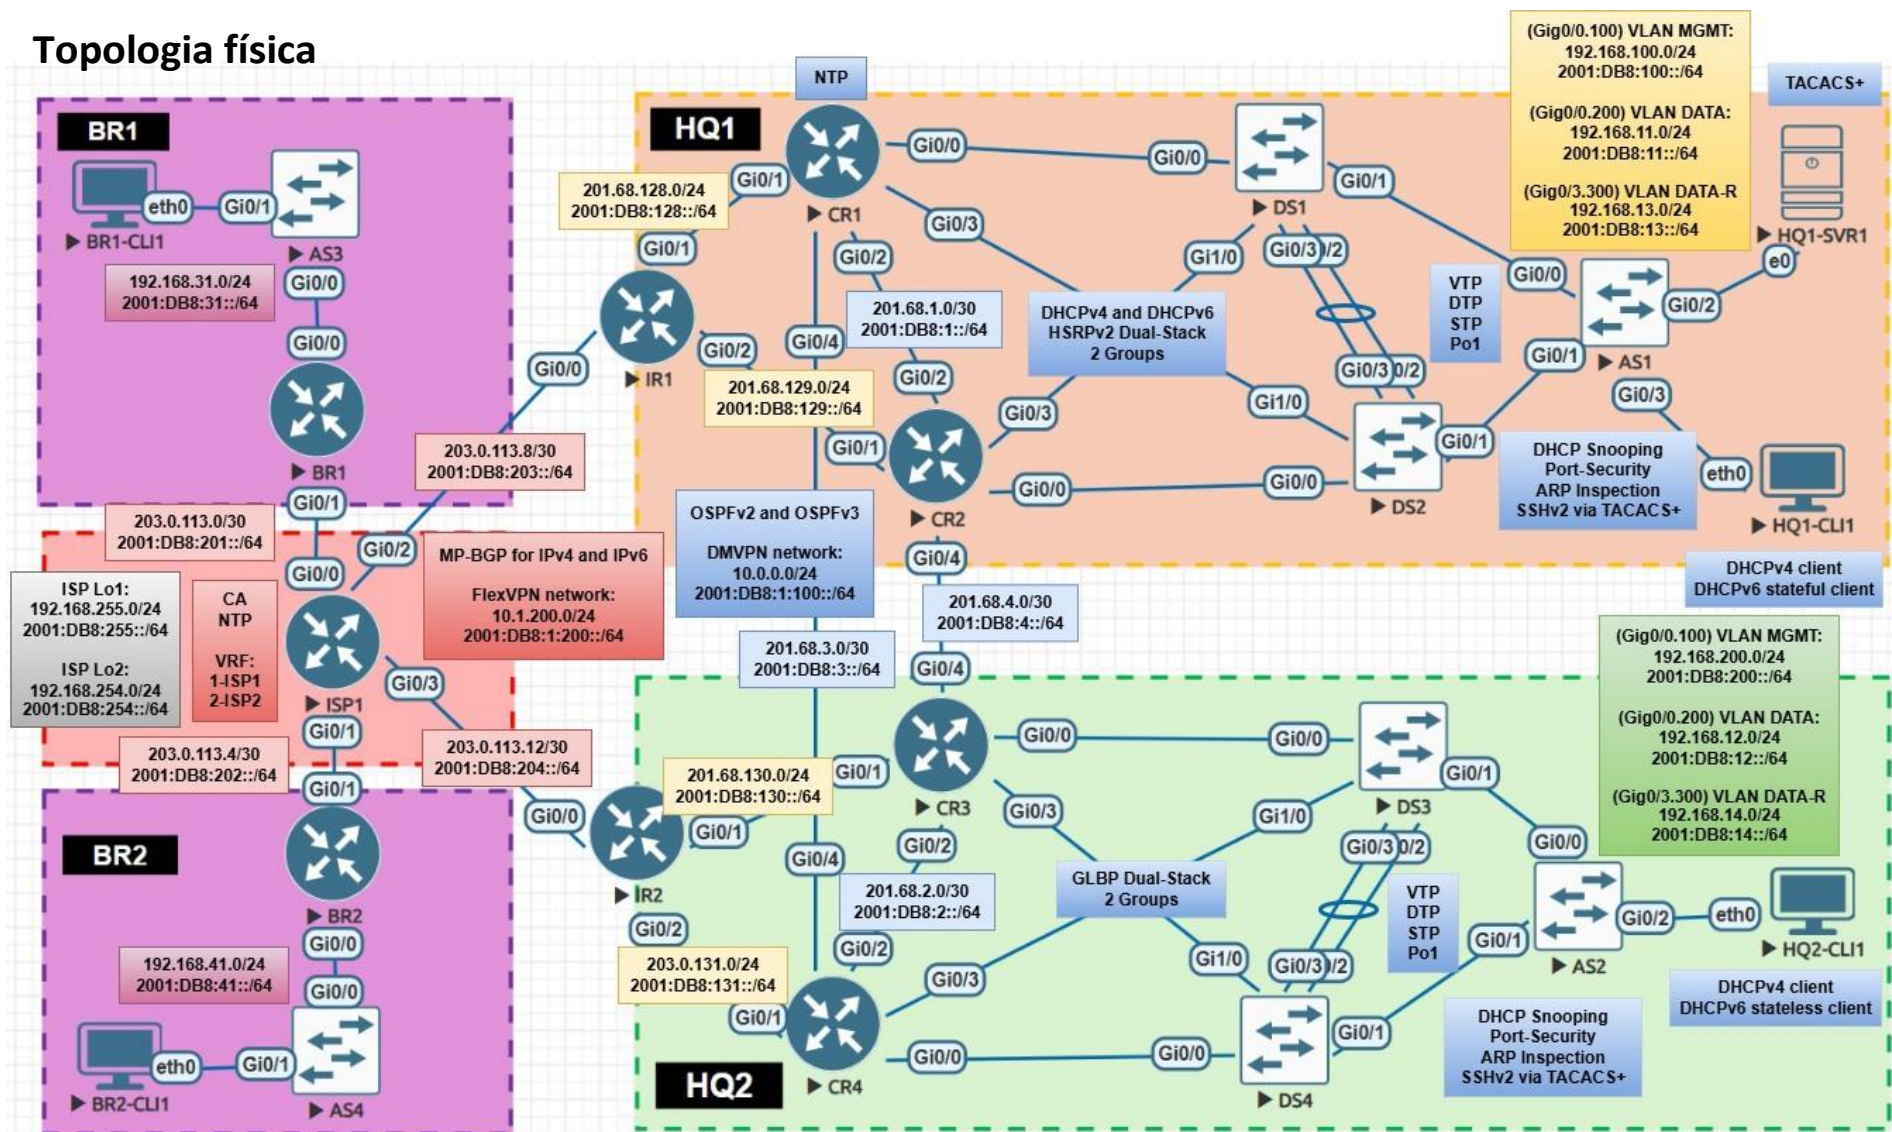 Topologia física
NTP
(Gig0/0.100) VLAN MGMT:
192.168.100.0/24
2001:DB8:100::/64
(Gig0/0.200) VLAN DATA:
192.168.11.0/24
2001:DB8:11::/64
(Gig0/3.300) VLAN DATA-R
192.168.13.0/24
2001:DB8:13::/64
TACACS+
BR1
eth0
Gi0/1
BR1-CLI1
AS3
192.168.31.0/24
2001:DB8:31::/64
Gi0/0
Gi0/0
BR1
Gi0/1
203.0.113.0/30
2001:DB8:201::/64
HQ1
Gi0/0
Gi0/0
Gi0/1
CR1
Gi0/3
DS1
Gi0/1
201.68.128.0/24
2001:DB8:128::/64
Gi0/1
Gi0/2
Gi1/0
Gi0/3
0/2
HQ1-SVR1
e0
Gi0/0
Gi0/2
VTP
DTP
STP
Po1
201.68.1.0/30
2001:DB8:1::/64
DHCPv4 and DHCPv6
HSRPv2 Dual-Stack
2 Groups
Gi0/4
Gi0/2
IR1
Gi0/0
Gi0/2
Gi0/3
0/2
Gi0/1
AS1
201.68.129.0/24
2001:DB8:129::/64
Gi0/3
Gi1/0
Gi0/3
Gi0/1
Gi0/1
203.0.113.8/30
2001:DB8:203::/64
DHCP Snooping
Port-Security
ARP Inspection
SSHv2 via TACACS+
eth0
Gi0/0
Gi0/0
DS2
CR2
HQ1-CLI1
OSPFv2 and OSPFv3
DMVPN network:
10.0.0.0/24
2001:DB8:1:100::/64
Gi0/4
DHCPv4 client
DHCPv6 stateful client
Gi0/2
Gi0/0
MP-BGP for IPv4 and IPv6
FlexVPN network:
10.1.200.0/24
2001:DB8:1:200::/64
ISP Lo1:
192.168.255.0/24
2001:DB8:255::/64
ISP Lo2:
192.168.254.0/24
2001:DB8:254::/64
CA
NTP
VRF:
1-ISP1
2-ISP2
201.68.4.0/30
2001:DB8:4::/64
201.68.3.0/30
2001:DB8:3::/64
Gi0/4
Gi0/3
ISP1
Gi0/1
203.0.113.4/30
2001:DB8:202::/64
203.0.113.12/30
2001:DB8:204::/64
(Gig0/0.100) VLAN MGMT:
192.168.200.0/24
2001:DB8:200::/64
(Gig0/0.200) VLAN DATA:
192.168.12.0/24
2001:DB8:12::/64
(Gig0/3.300) VLAN DATA-R
192.168.14.0/24
2001:DB8:14::/64
Gi0/0
Gi0/0
201.68.130.0/24
2001:DB8:130::/64
Gi0/1
Gi0/1
CR3
DS3
Gi0/1
Gi0/0
Gi0/1
Gi0/3
Gi1/0
BR2
Gi0/4
Gi0/2
Gi0/3
0/2
Gi0/0
IR2
BR2
GLBP Dual-Stack
2 Groups
201.68.2.0/30
2001:DB8:2::/64
VTP
DTP
STP
Po1
Gi0/2
eth0
Gi0/2
Gi0/0
Gi0/2
Gi0/1
HQ2-CLI1
192.168.41.0/24
2001:DB8:41::/64
203.0.131.0/24
2001:DB8:131::/64
Gi1/0
Gi0/3
0/2
AS2
Gi0/3
Gi0/0
DHCPv4 client
DHCPv6 stateless client
Gi0/1
Gi0/1
DHCP Snooping
Port-Security
ARP Inspection
SSHv2 via TACACS+
eth0
Gi0/1
Gi0/0
Gi0/0
HQ2
CR4
DS4
BR2-CLI1
AS4